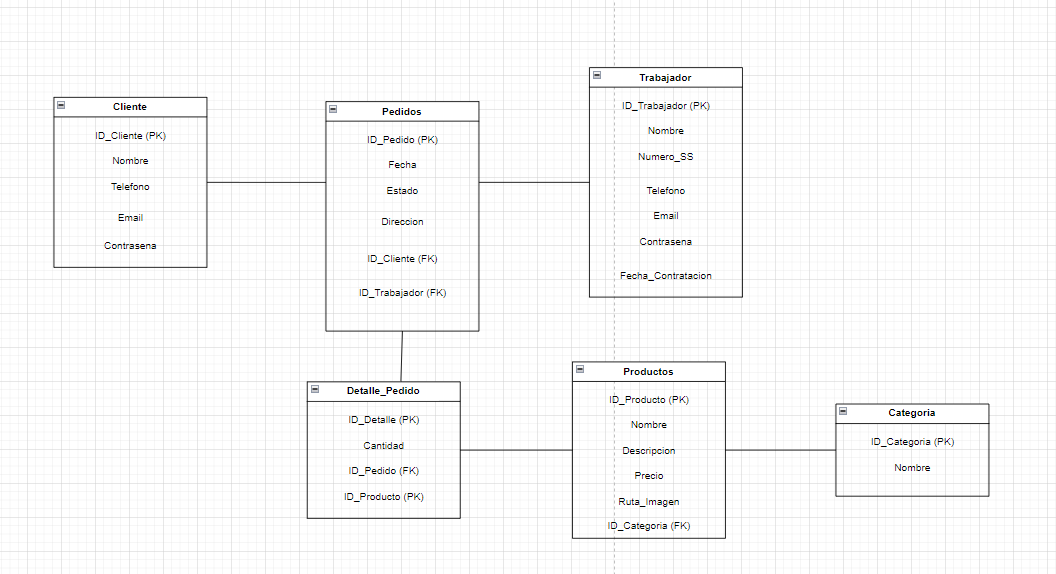 Cliente
ID_Cliente (PK)
Nombre
Telefono
Email
Contrasena
Pedidos
ID_Pedido (PK)
Fecha
Estado
Direccion
ID_Cliente (FK)
ID_Trabajador (FK)
Trabajador
ID_Trabajador (PK)
Nombre
Numero_SS
Telefono
Email
Contrasena
Fecha_Contratacion
Detalle_Pedido
ID_Detalle (PK)
Cantidad
ID_Pedido (FK)
ID_Producto (PK)
Productos
ID_Producto (PK)
Nombre
Descripcion
Precio
Ruta_Imagen
ID_Categoria (FK)
Categoria
ID_Categoria (PK)
Nombre